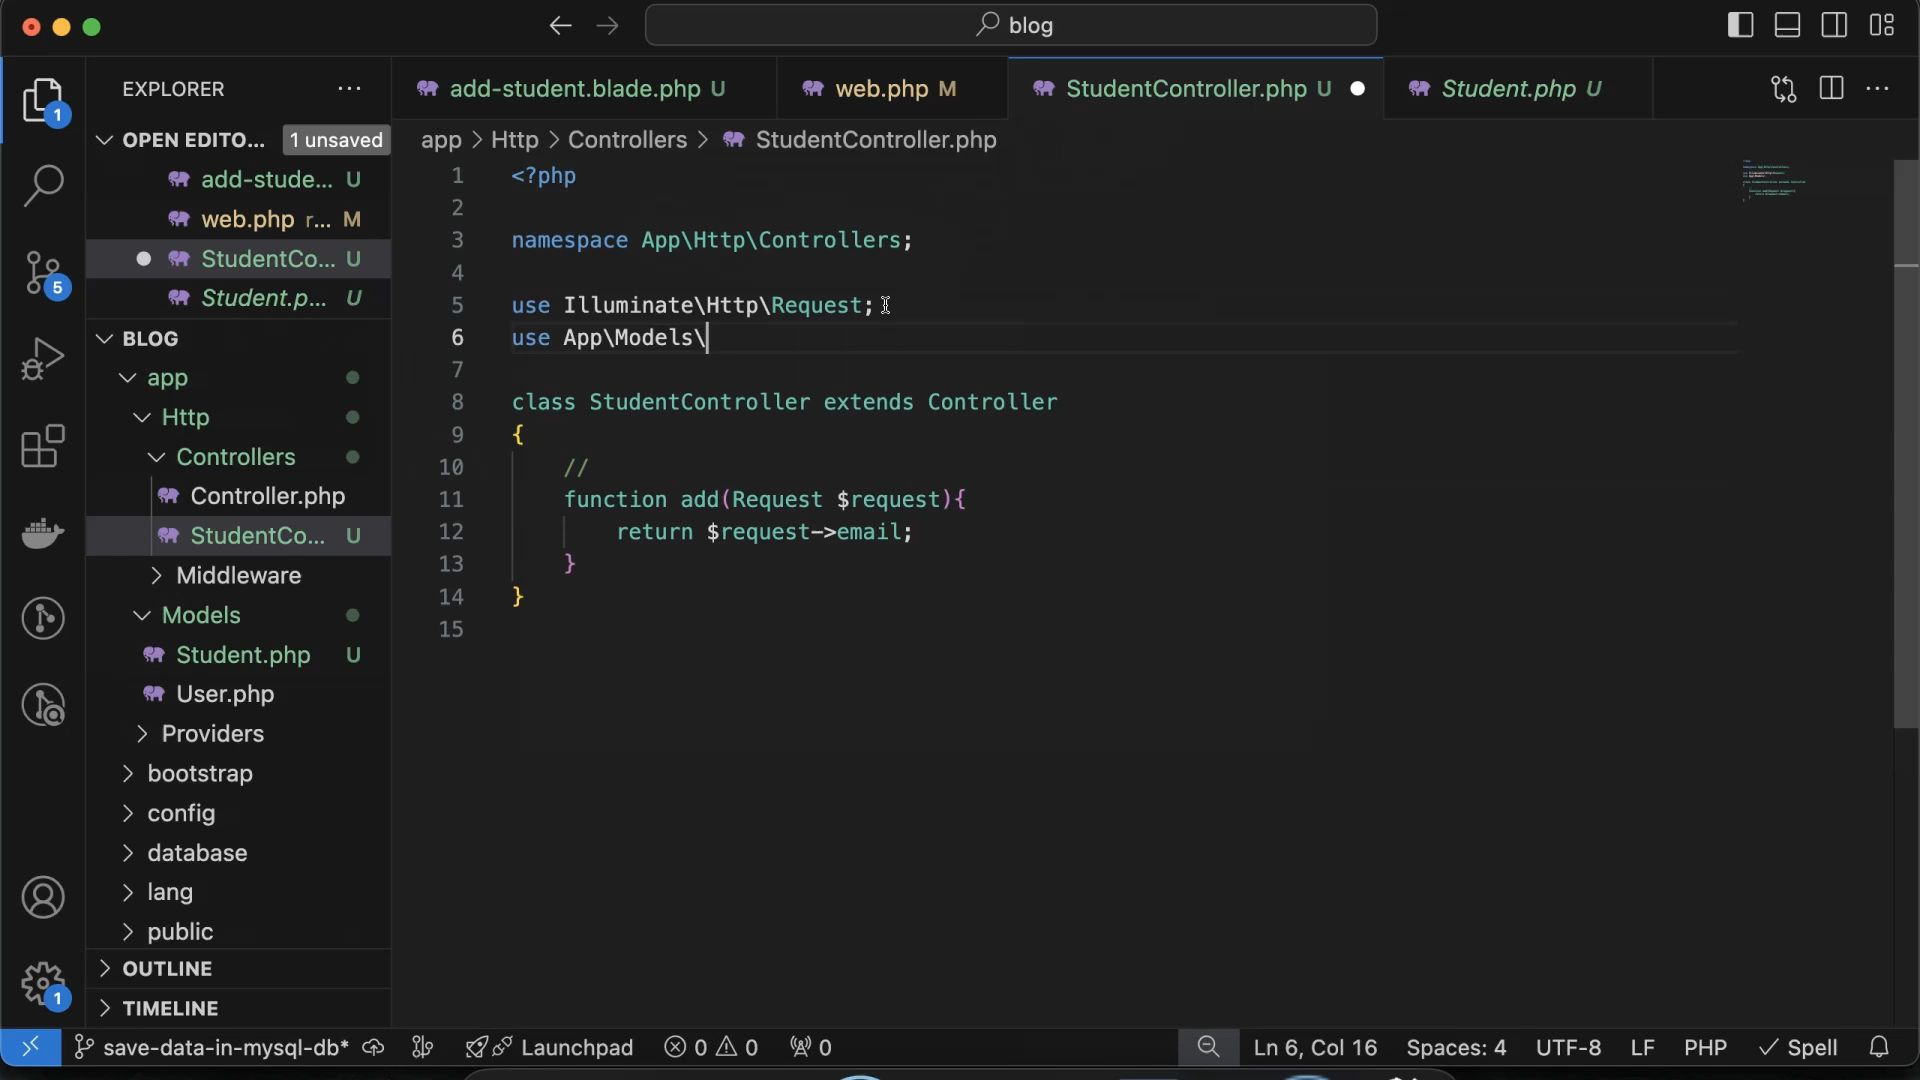 blog
EXPLORER ···
OPEN EDITO... 1 unsaved
add-stude... U
web.php r... M
StudentCo... U
Student.p... U
BLOG
app
Http
Controllers
Controller.php
StudentCo... U
Middleware
Models
Student.php U
User.php
Providers
bootstrap
config
database
lang
public
OUTLINE
TIMELINE
1
5
1
add-student.blade.php U
web.php M
StudentController.php U
Student.php U
app > Http > Controllers > StudentController.php
1 <?php
2
3 namespace App\Http\Controllers;
4
5 use Illuminate\Http\Request;
6 use App\Models\
7
8 class StudentController extends Controller
9 {
10 //
11 function add(Request $request){
12 return $request->email;
13 }
14 }
15
save-data-in-mysql-db* Launchpad 0 0 0 Ln 6, Col 16 Spaces: 4 UTF-8 LF PHP Spell